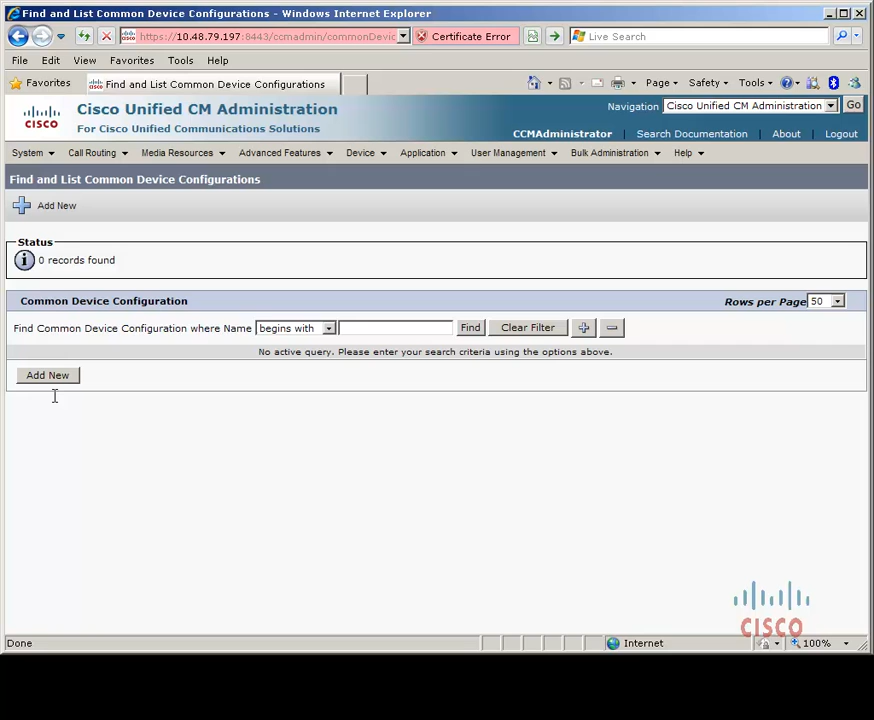 Find and List Common Device Configurations - Windows Internet Explorer
https://10.48.79.197:8443/ccmadmin/commonDevic
Certificate Error
Live Search
File Edit View Favorites Tools Help
Favorites
Find and List Common Device Configurations
Page Safety Tools
CISCO
Cisco Unified CM Administration
For Cisco Unified Communications Solutions
Navigation Cisco Unified CM Administration Go
CCMAdministrator Search Documentation About Logout
System Call Routing Media Resources Advanced Features Device Application User Management Bulk Administration Help
Find and List Common Device Configurations
Add New
Status
0 records found
Common Device Configuration
Rows per Page 50
Find Common Device Configuration where Name begins with Find Clear Filter
No active query. Please enter your search criteria using the options above.
Add New
CISCO
Done Internet 100%